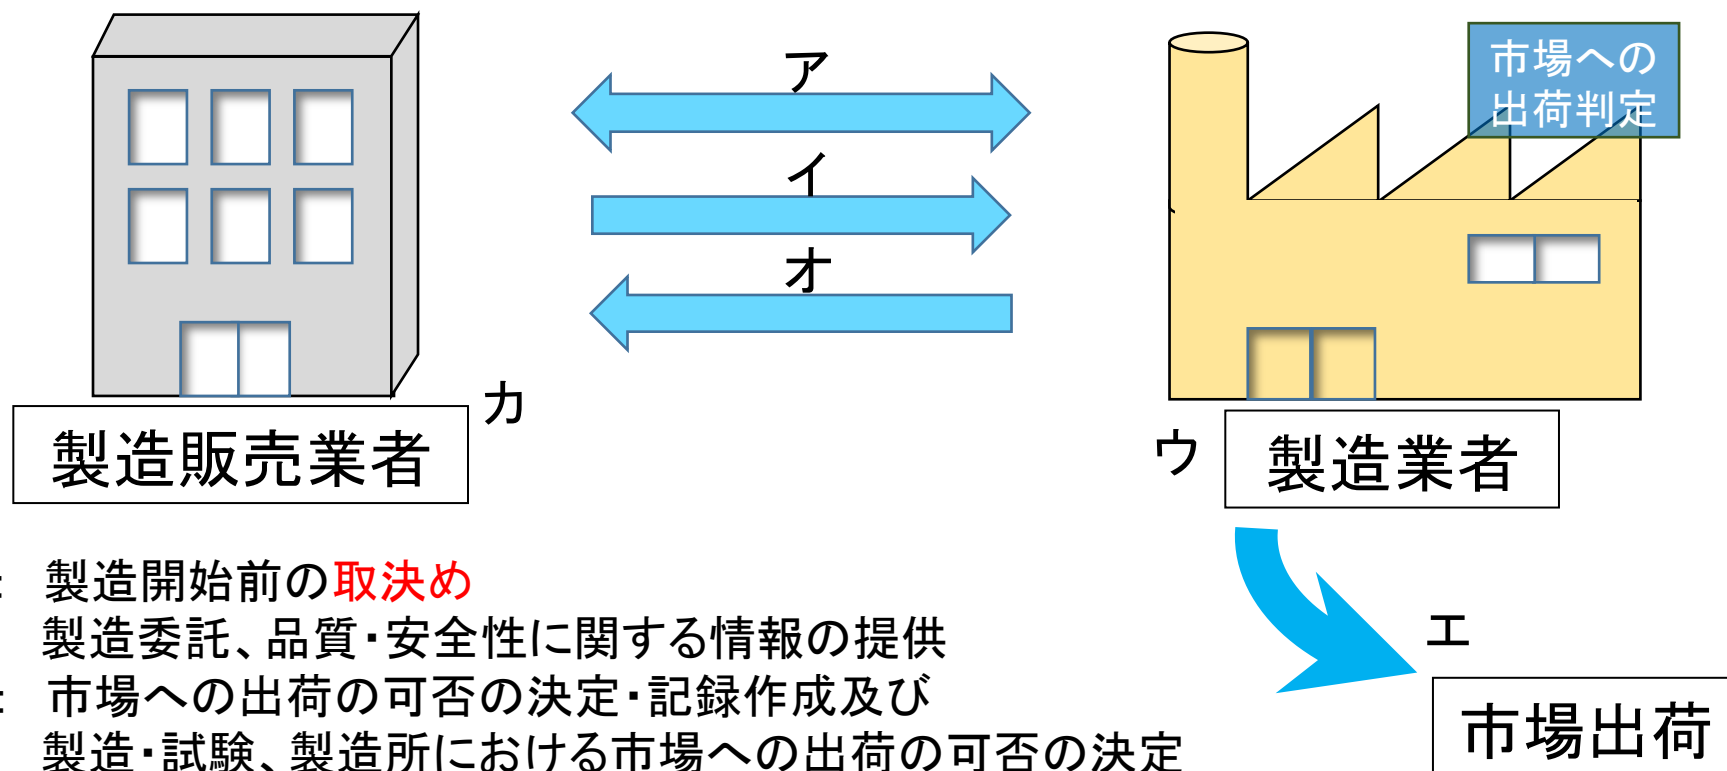 市場への
出荷判定
ア
イ
オ
カ
製造販売業者
ウ
製造業者
: 製造開始前の取決め
製造委託、品質・安全性に関する情報の提供
: 市場への出荷の可否の決定・記録作成及び
製造・試験、製造所における市場への出荷の可否の決定
エ
市場出荷